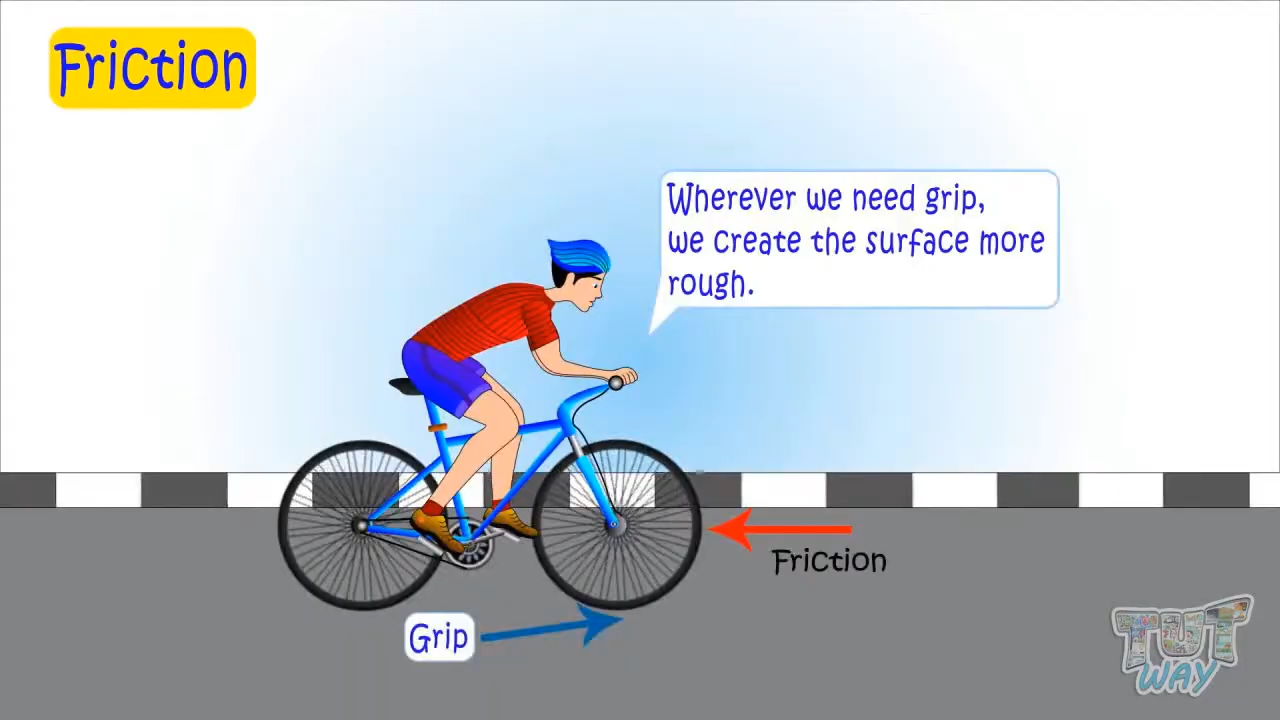 Friction
Wherever we need grip,
we create the surface more
rough.
Friction
Grip
TUT
WAY